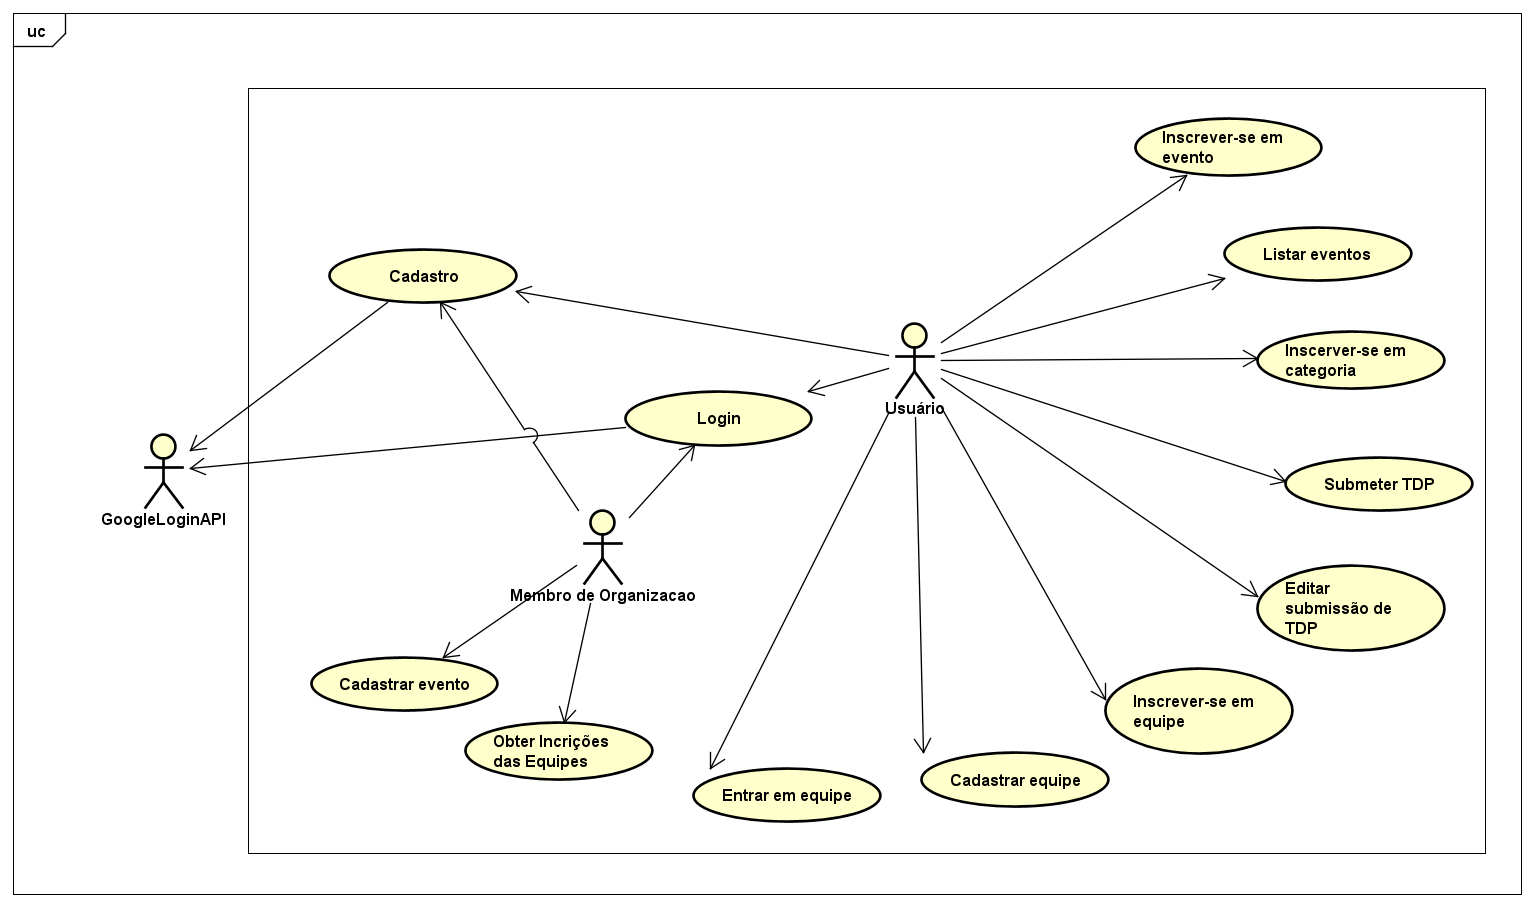 uc
Inscrever-se em
evento
Listar eventos
Cadastro
Inscerver-se em
categoria
Usuário
Login
Submeter TDP
GoogleLoginAPI
Membro de Organizacao
Editar
submissão de
TDP
Cadastrar evento
Inscrever-se em
equipe
Obter Incrições
das Equipes
Cadastrar equipe
Entrar em equipe